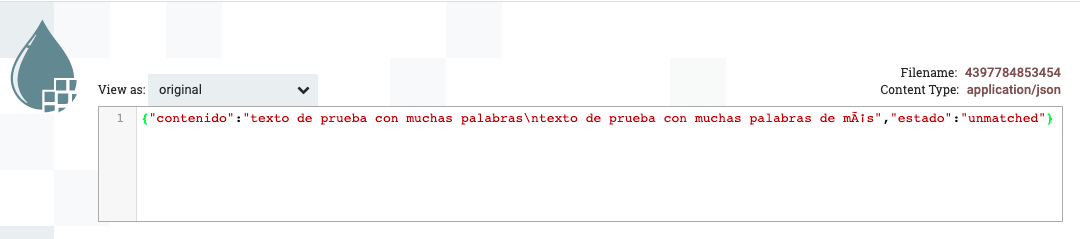 Filename: 4397784853454
View as: original
Content Type: application/json
1 {"contenido":"texto de prueba con muchas palabras\ntexto de prueba con muchas palabras de mÃ¡s","estado":"unmatched"}